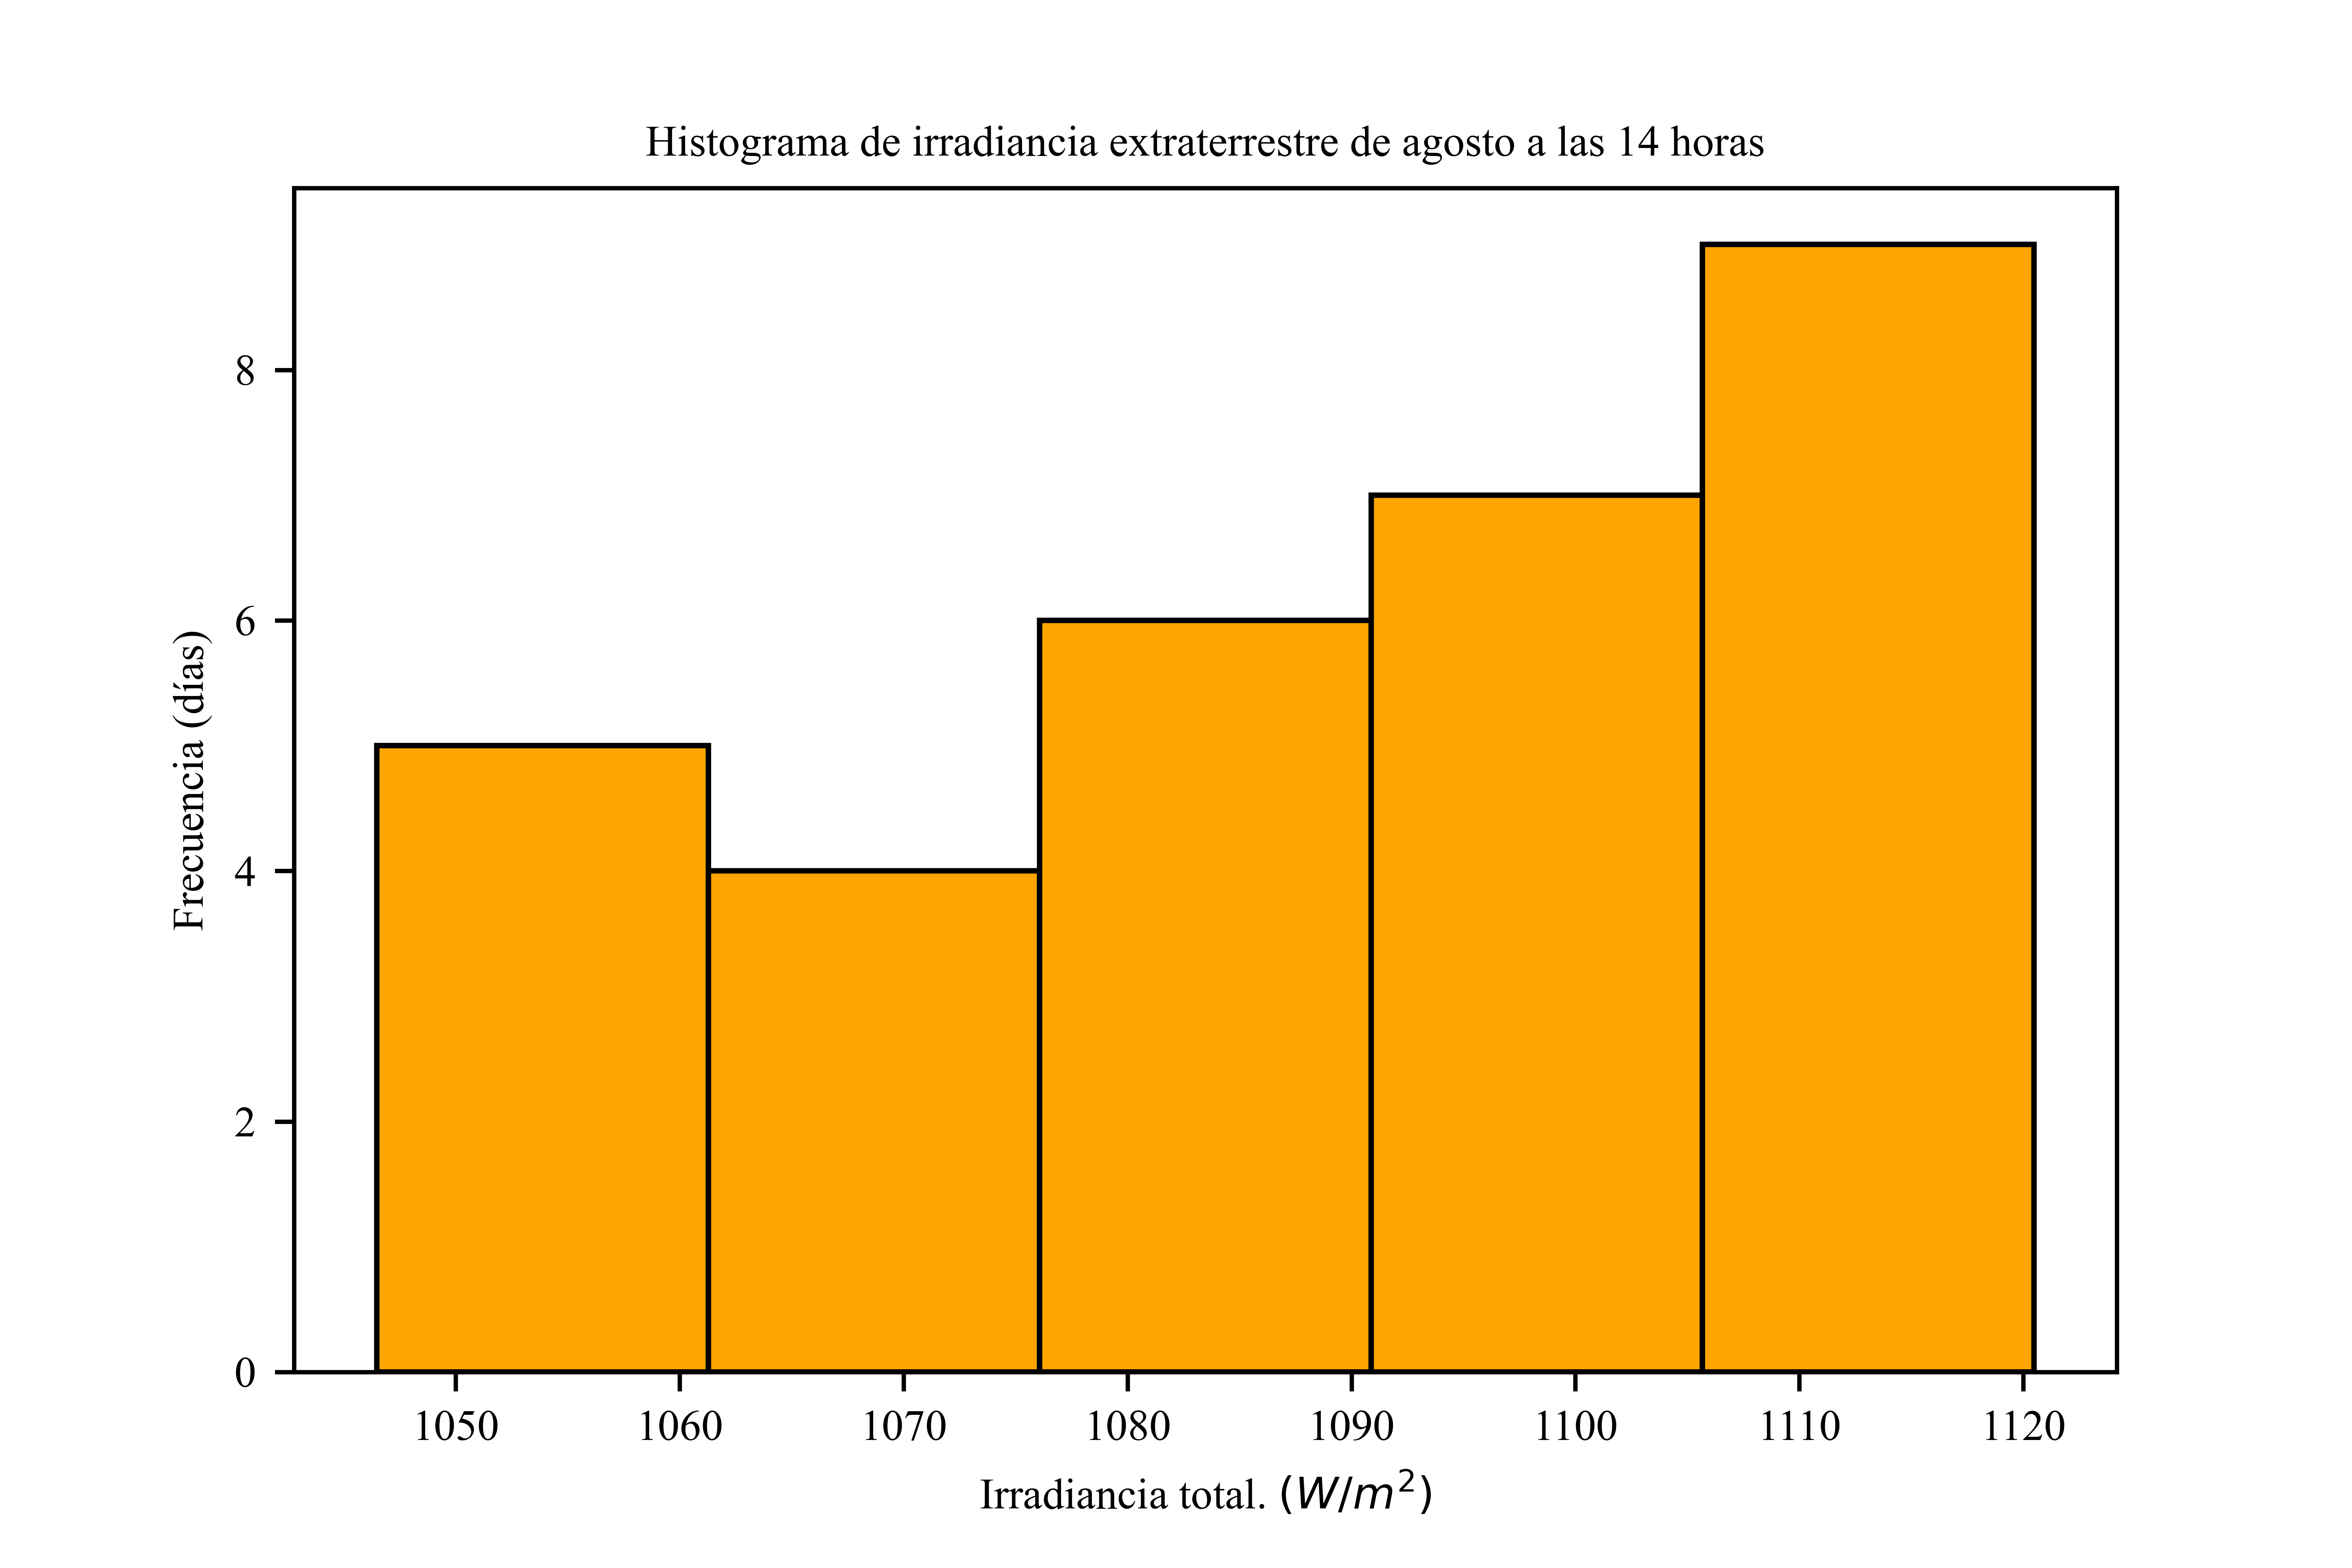 Histograma de irradiancia extraterrestre de agosto a las 14 horas
Frecuencia (días)
8
6
4
2
0
1050 1060 1070 1080 1090 1100 1110 1120
Irradiancia total. (W/m²)